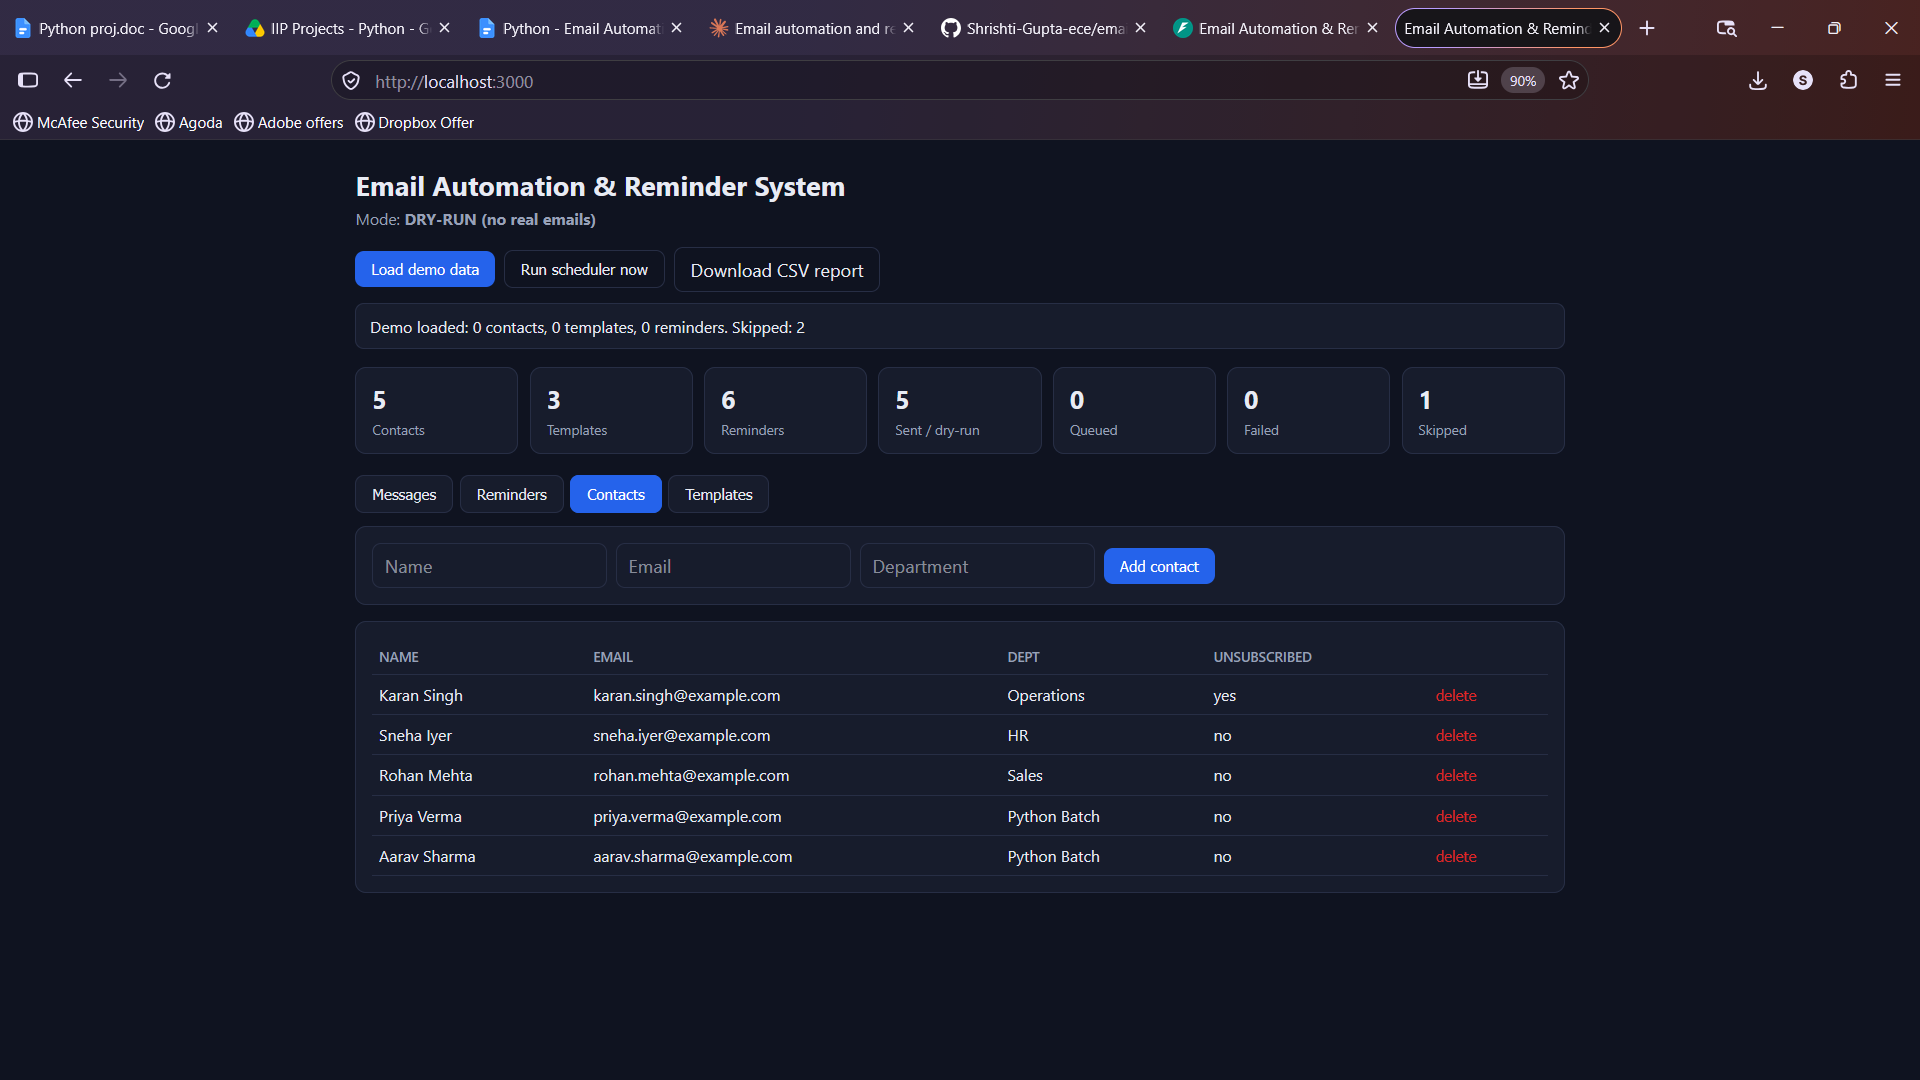 Python proj.doc - Googl
IIP Projects - Python - G
Python - Email Automati
Email automation and re
Shrishti-Gupta-ece/emai
Email Automation & Rem
Email Automation & Remind
http://localhost:3000
90%
S
McAfee Security
Agoda
Adobe offers
Dropbox Offer
Email Automation & Reminder System
Mode: DRY-RUN (no real emails)
Load demo data
Run scheduler now
Download CSV report
Demo loaded: 0 contacts, 0 templates, 0 reminders. Skipped: 2
5
Contacts
3
Templates
6
Reminders
5
Sent / dry-run
0
Queued
0
Failed
1
Skipped
Messages
Reminders
Contacts
Templates
Name
Email
Department
Add contact
NAME EMAIL DEPT UNSUBSCRIBED
Karan Singh karan.singh@example.com Operations yes delete
Sneha Iyer sneha.iyer@example.com HR no delete
Rohan Mehta rohan.mehta@example.com Sales no delete
Priya Verma priya.verma@example.com Python Batch no delete
Aarav Sharma aarav.sharma@example.com Python Batch no delete